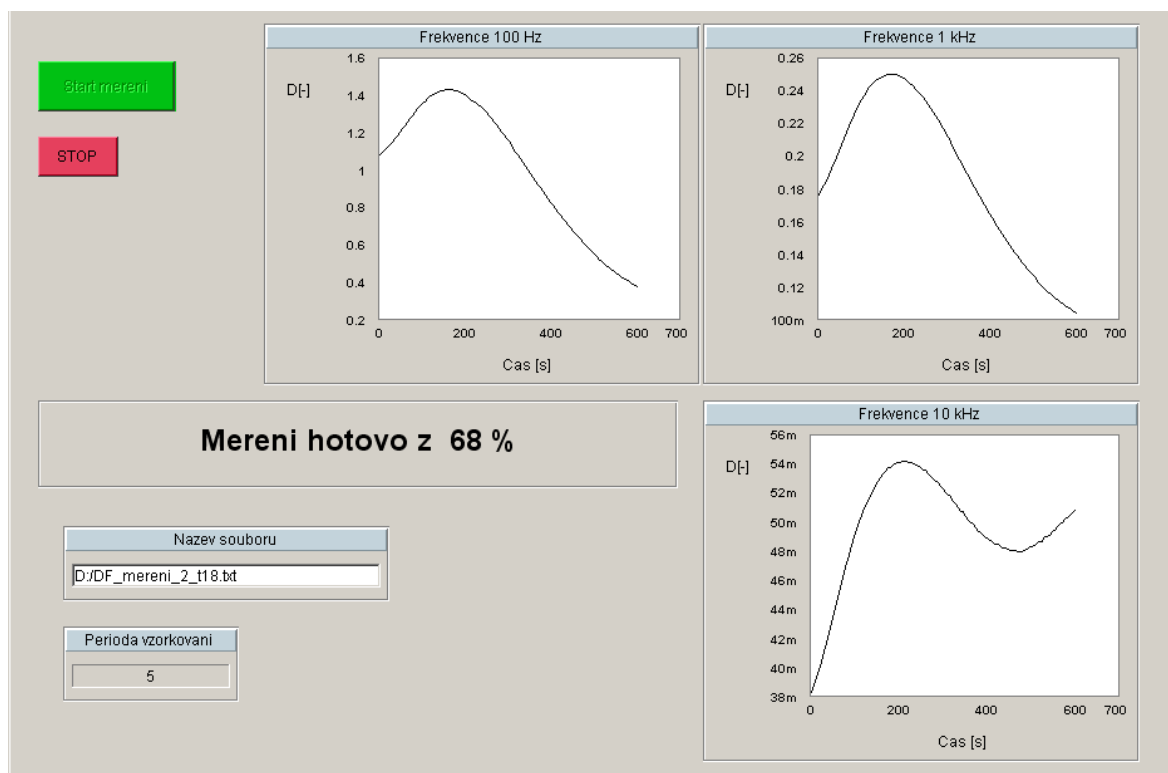 Start mereni
STOP
Frekvence 100 Hz
D[-]
1.6
1.4
1.2
1
0.8
0.6
0.4
0.2
0 200 400 600 700
Cas [s]
Frekvence 1 kHz
D[-]
0.26
0.24
0.22
0.2
0.18
0.16
0.14
0.12
100m
0 200 400 600 700
Cas [s]
Mereni hotovo z 68 %
Nazev souboru
D:/DF_mereni_2_t18.txt
Perioda vzorkovani
5
Frekvence 10 kHz
D[-]
56m
54m
52m
50m
48m
46m
44m
42m
40m
38m
0 200 400 600 700
Cas [s]